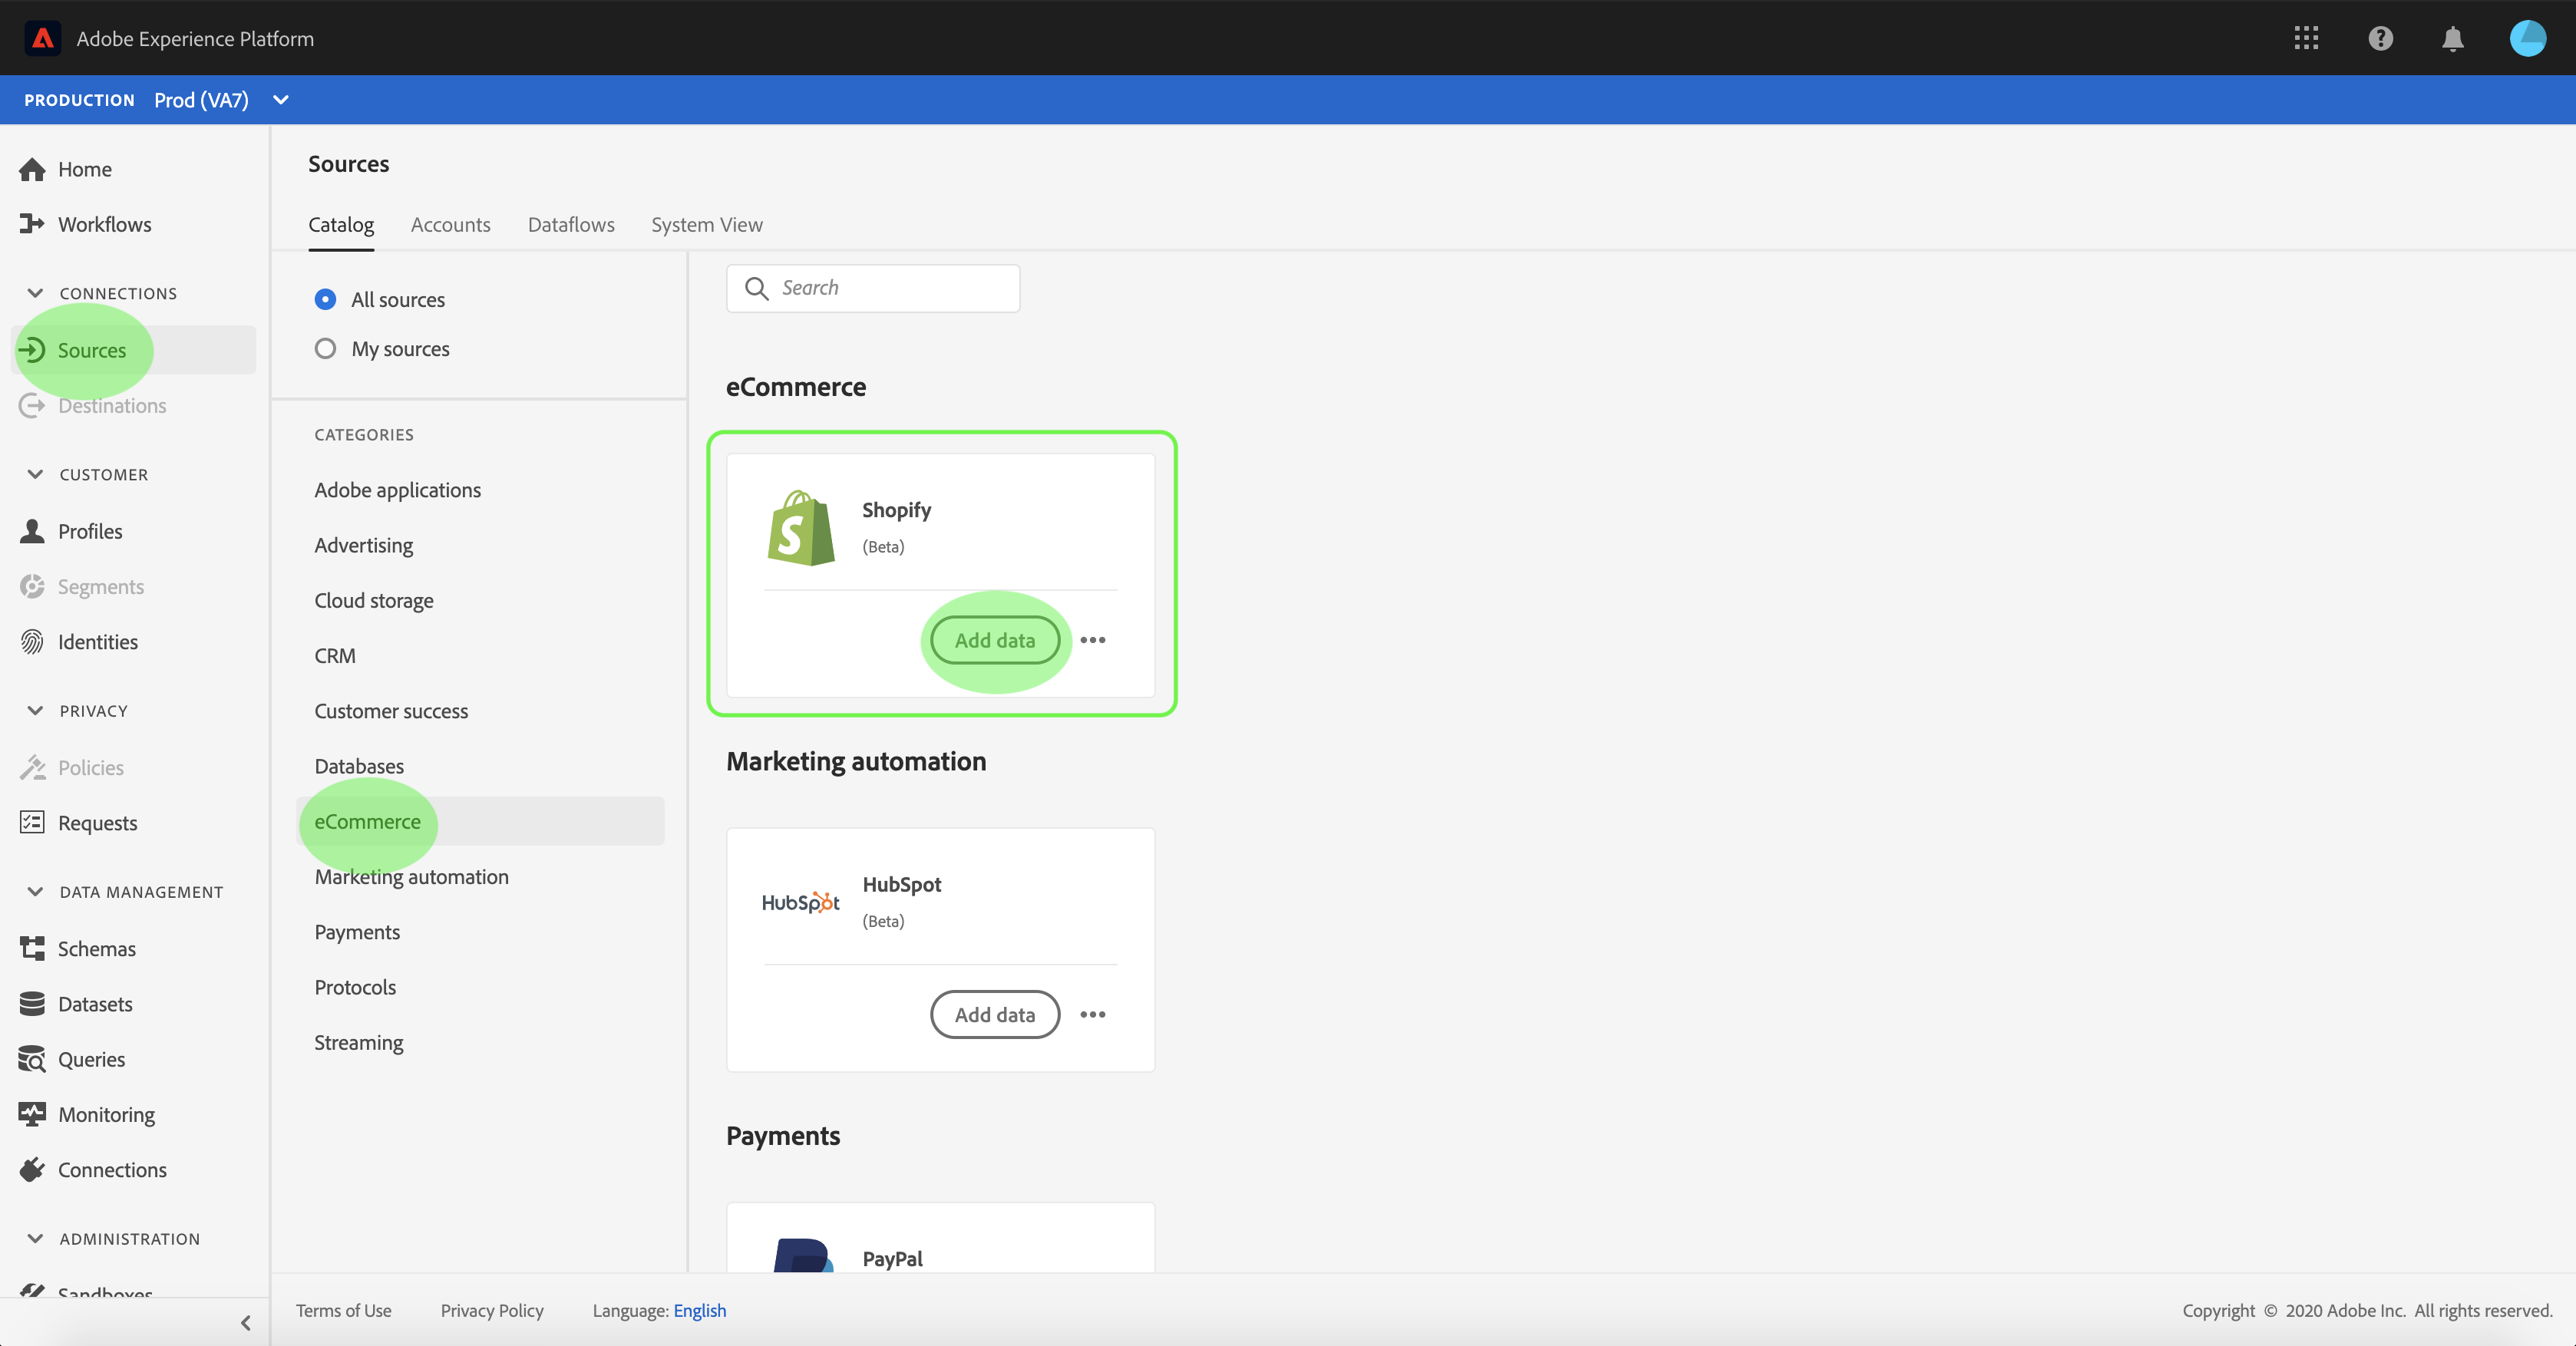 Adobe Experience Platform
PRODUCTION Prod (VA7)
Home
Workflows
CONNECTIONS
Sources
Destinations
CUSTOMER
Profiles
Segments
Identities
PRIVACY
Policies
Requests
DATA MANAGEMENT
Schemas
Datasets
Queries
Monitoring
Connections
ADMINISTRATION
Sandboxes
Sources
Catalog Accounts Dataflows System View
All sources
My sources
CATEGORIES
Adobe applications
Advertising
Cloud storage
CRM
Customer success
Databases
eCommerce
Marketing automation
Payments
Protocols
Streaming
Search
eCommerce
Shopify
(Beta)
Add data
Marketing automation
HubSpot
HubSpot
(Beta)
Add data
Payments
PayPal
Terms of Use Privacy Policy Language: English
Copyright © 2020 Adobe Inc. All rights reserved.